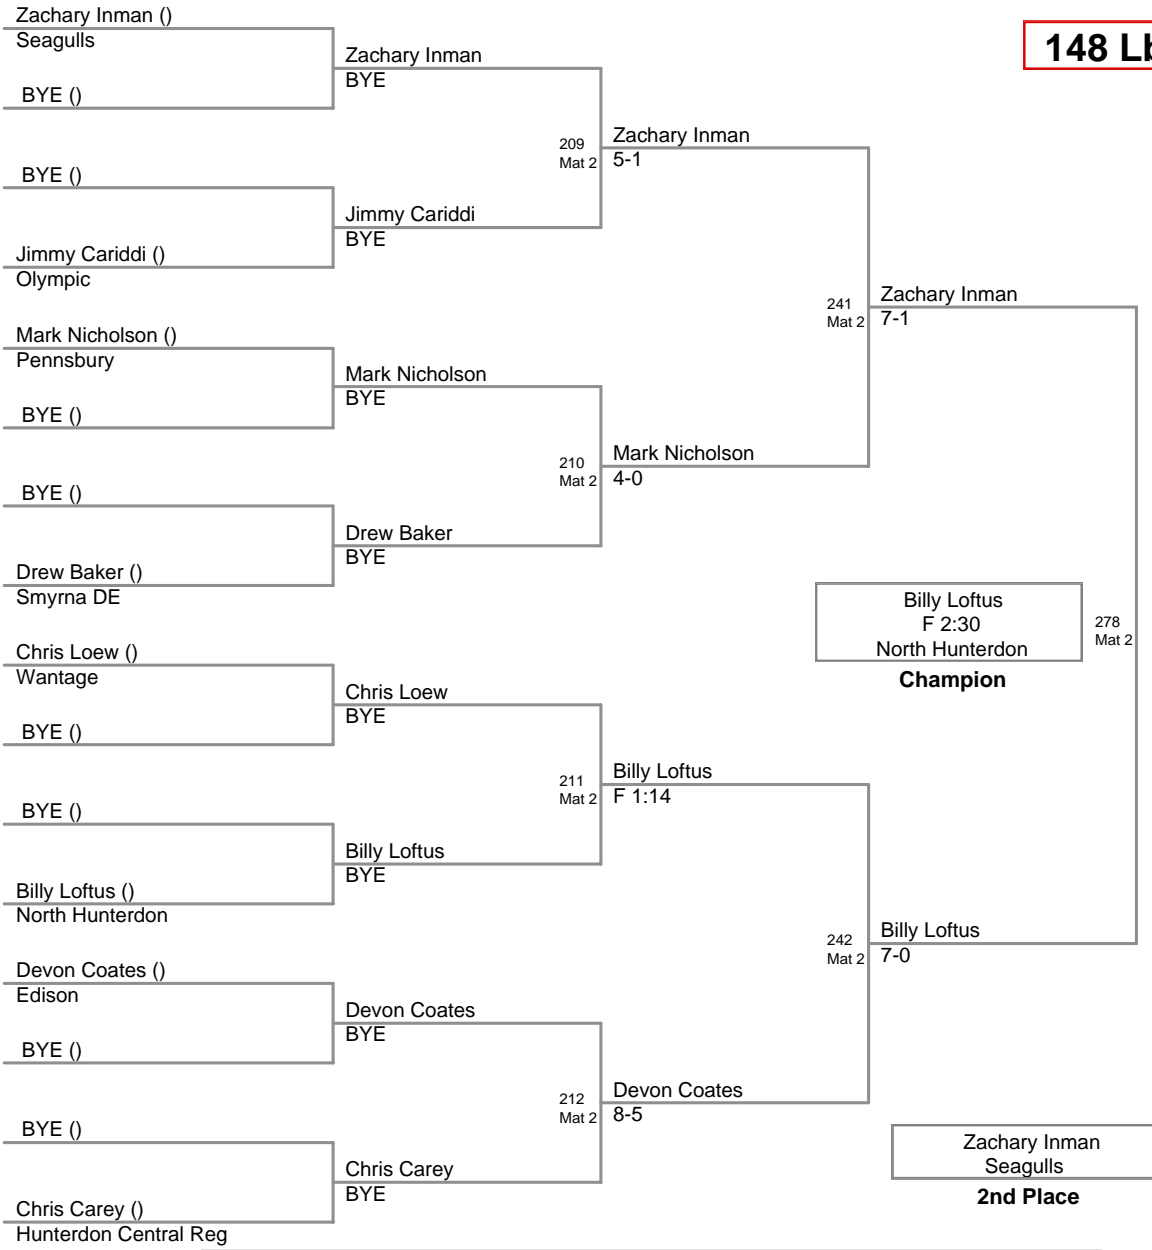 Zachary Inman ()
Seagulls
BYE ()
BYE ()
Jimmy Cariddi ()
Olympic
Mark Nicholson ()
Pennsbury
BYE ()
BYE ()
Drew Baker ()
Smyrna DE
Chris Loew ()
Wantage
BYE ()
BYE ()
Billy Loftus ()
North Hunterdon
Devon Coates ()
Edison
BYE ()
BYE ()
Chris Carey ()
Hunterdon Central Reg
Zachary Inman
BYE
Jimmy Cariddi
BYE
Mark Nicholson
BYE
Drew Baker
BYE
Chris Loew
BYE
Billy Loftus
BYE
Devon Coates
BYE
Chris Carey
BYE
209
Mat 2
Zachary Inman
5-1
210
Mat 2
Mark Nicholson
4-0
211
Mat 2
Billy Loftus
F 1:14
212
Mat 2
Devon Coates
8-5
241
Mat 2
Zachary Inman
7-1
242
Mat 2
Billy Loftus
7-0
148 Lb
Billy Loftus
F 2:30
North Hunterdon
Champion
278
Mat 2
Zachary Inman
Seagulls
2nd Place